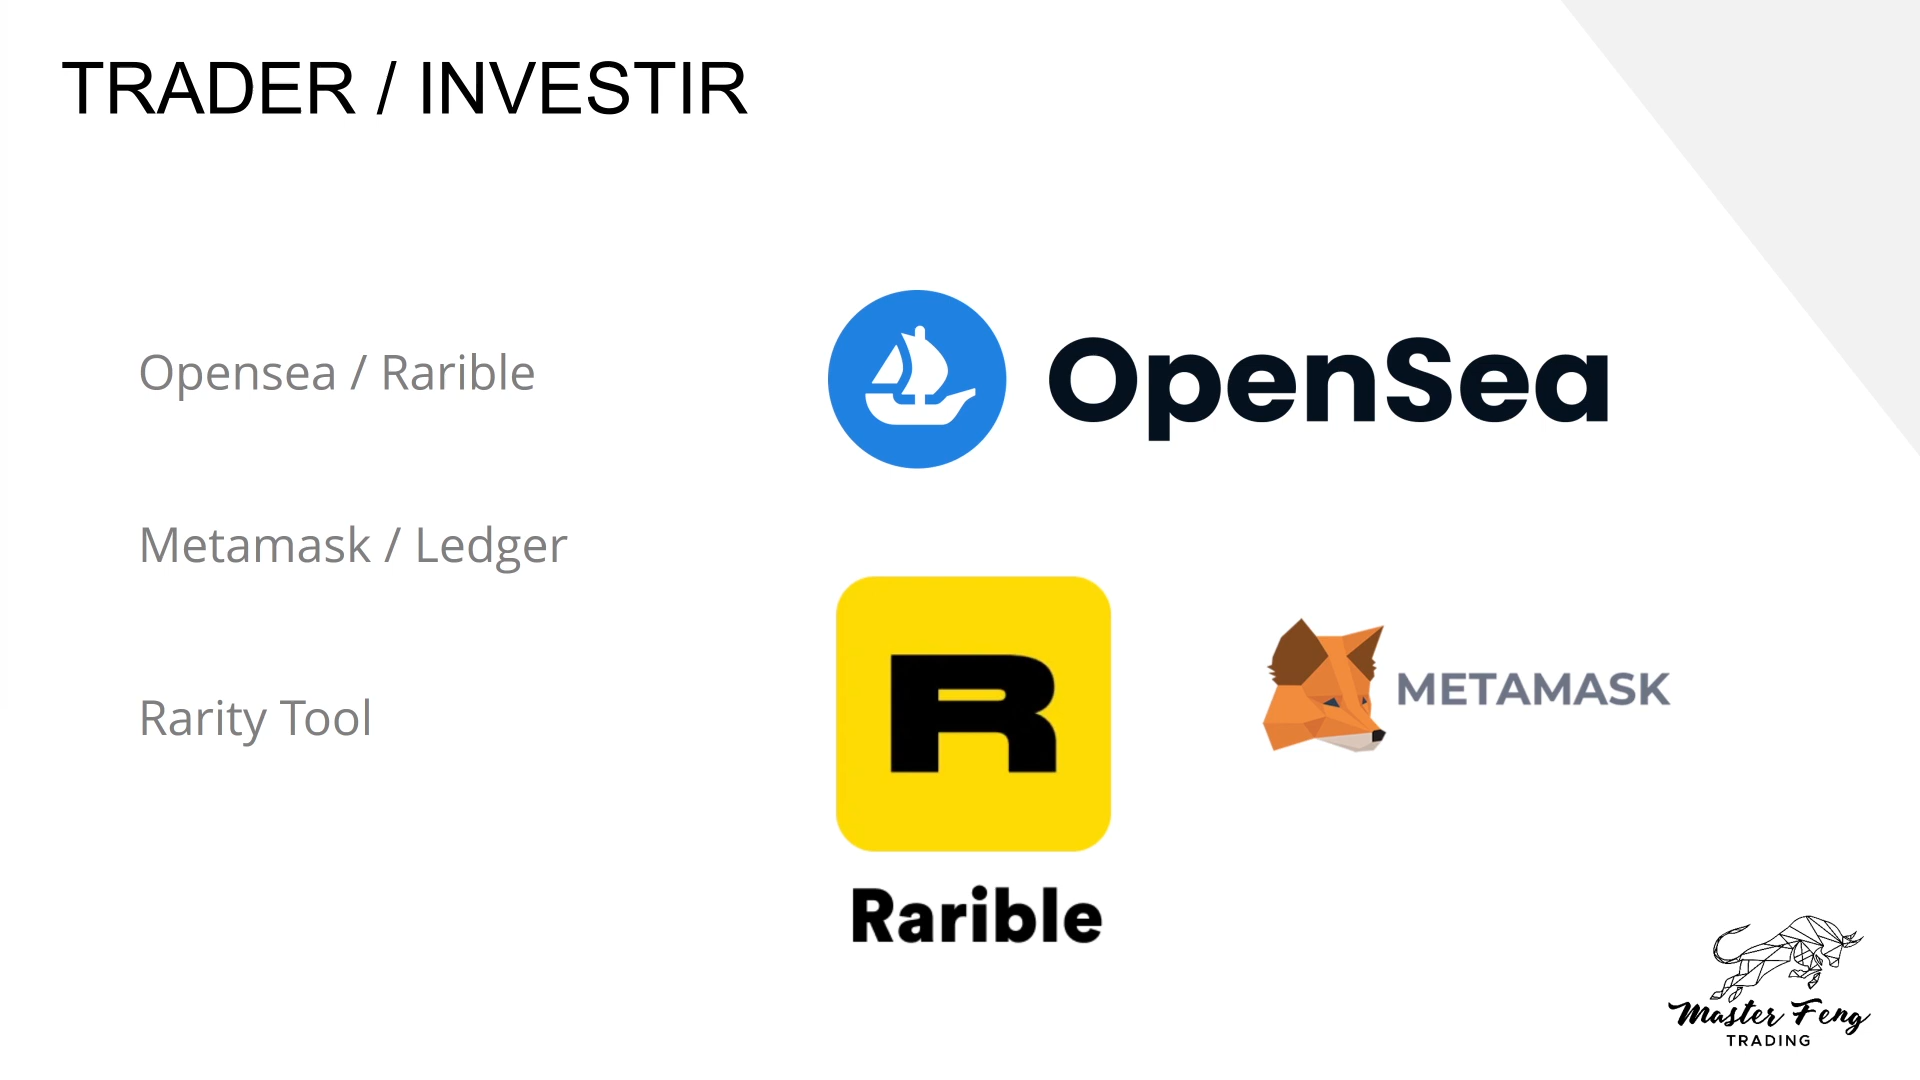 TRADER / INVESTIR
Opensea / Rarible
OpenSea
Metamask / Ledger
R
METAMASK
Rarity Tool
Rarible
Master Feng
TRADING